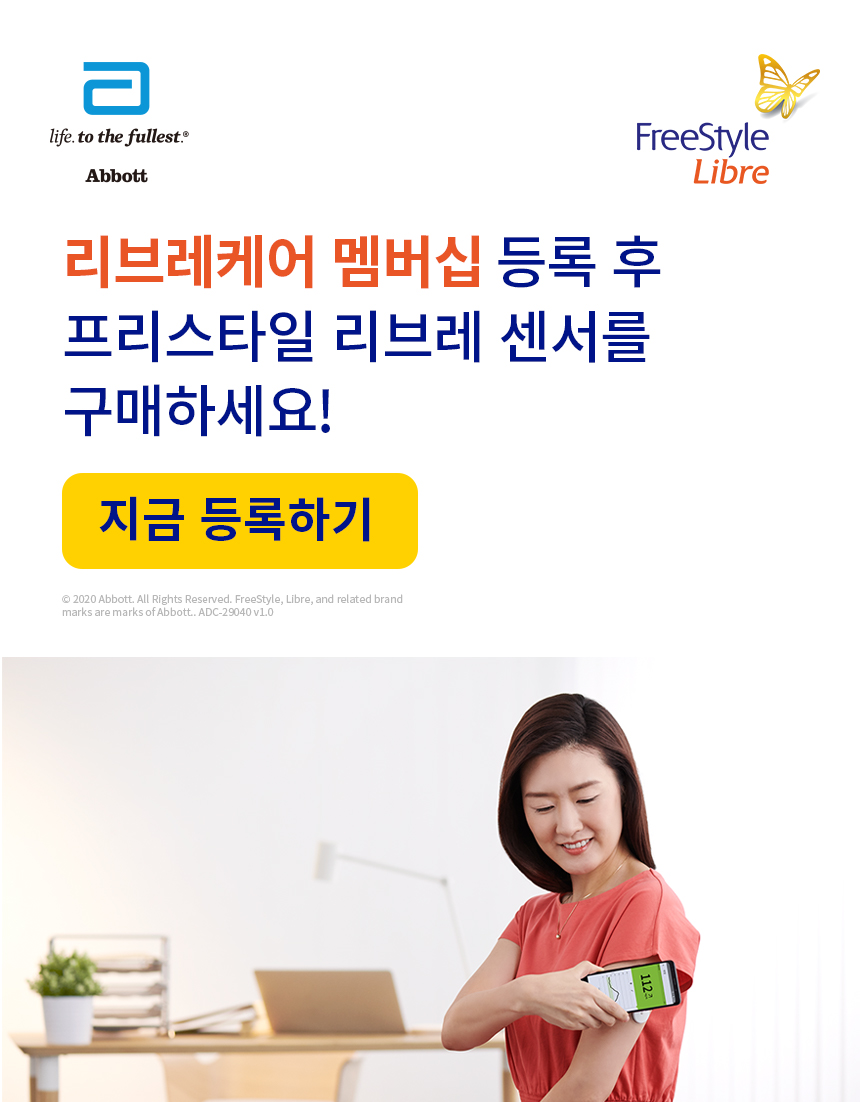 life. to the fullest.®
Abbott
FreeStyle
Libre
리브레케어 멤버십 등록 후
프리스타일 리브레 센서를
구매하세요!
지금 등록하기
© 2020 Abbott. All Rights Reserved. FreeStyle, Libre, and related brand
marks are marks of Abbott.. ADC-29040 v1.0
112